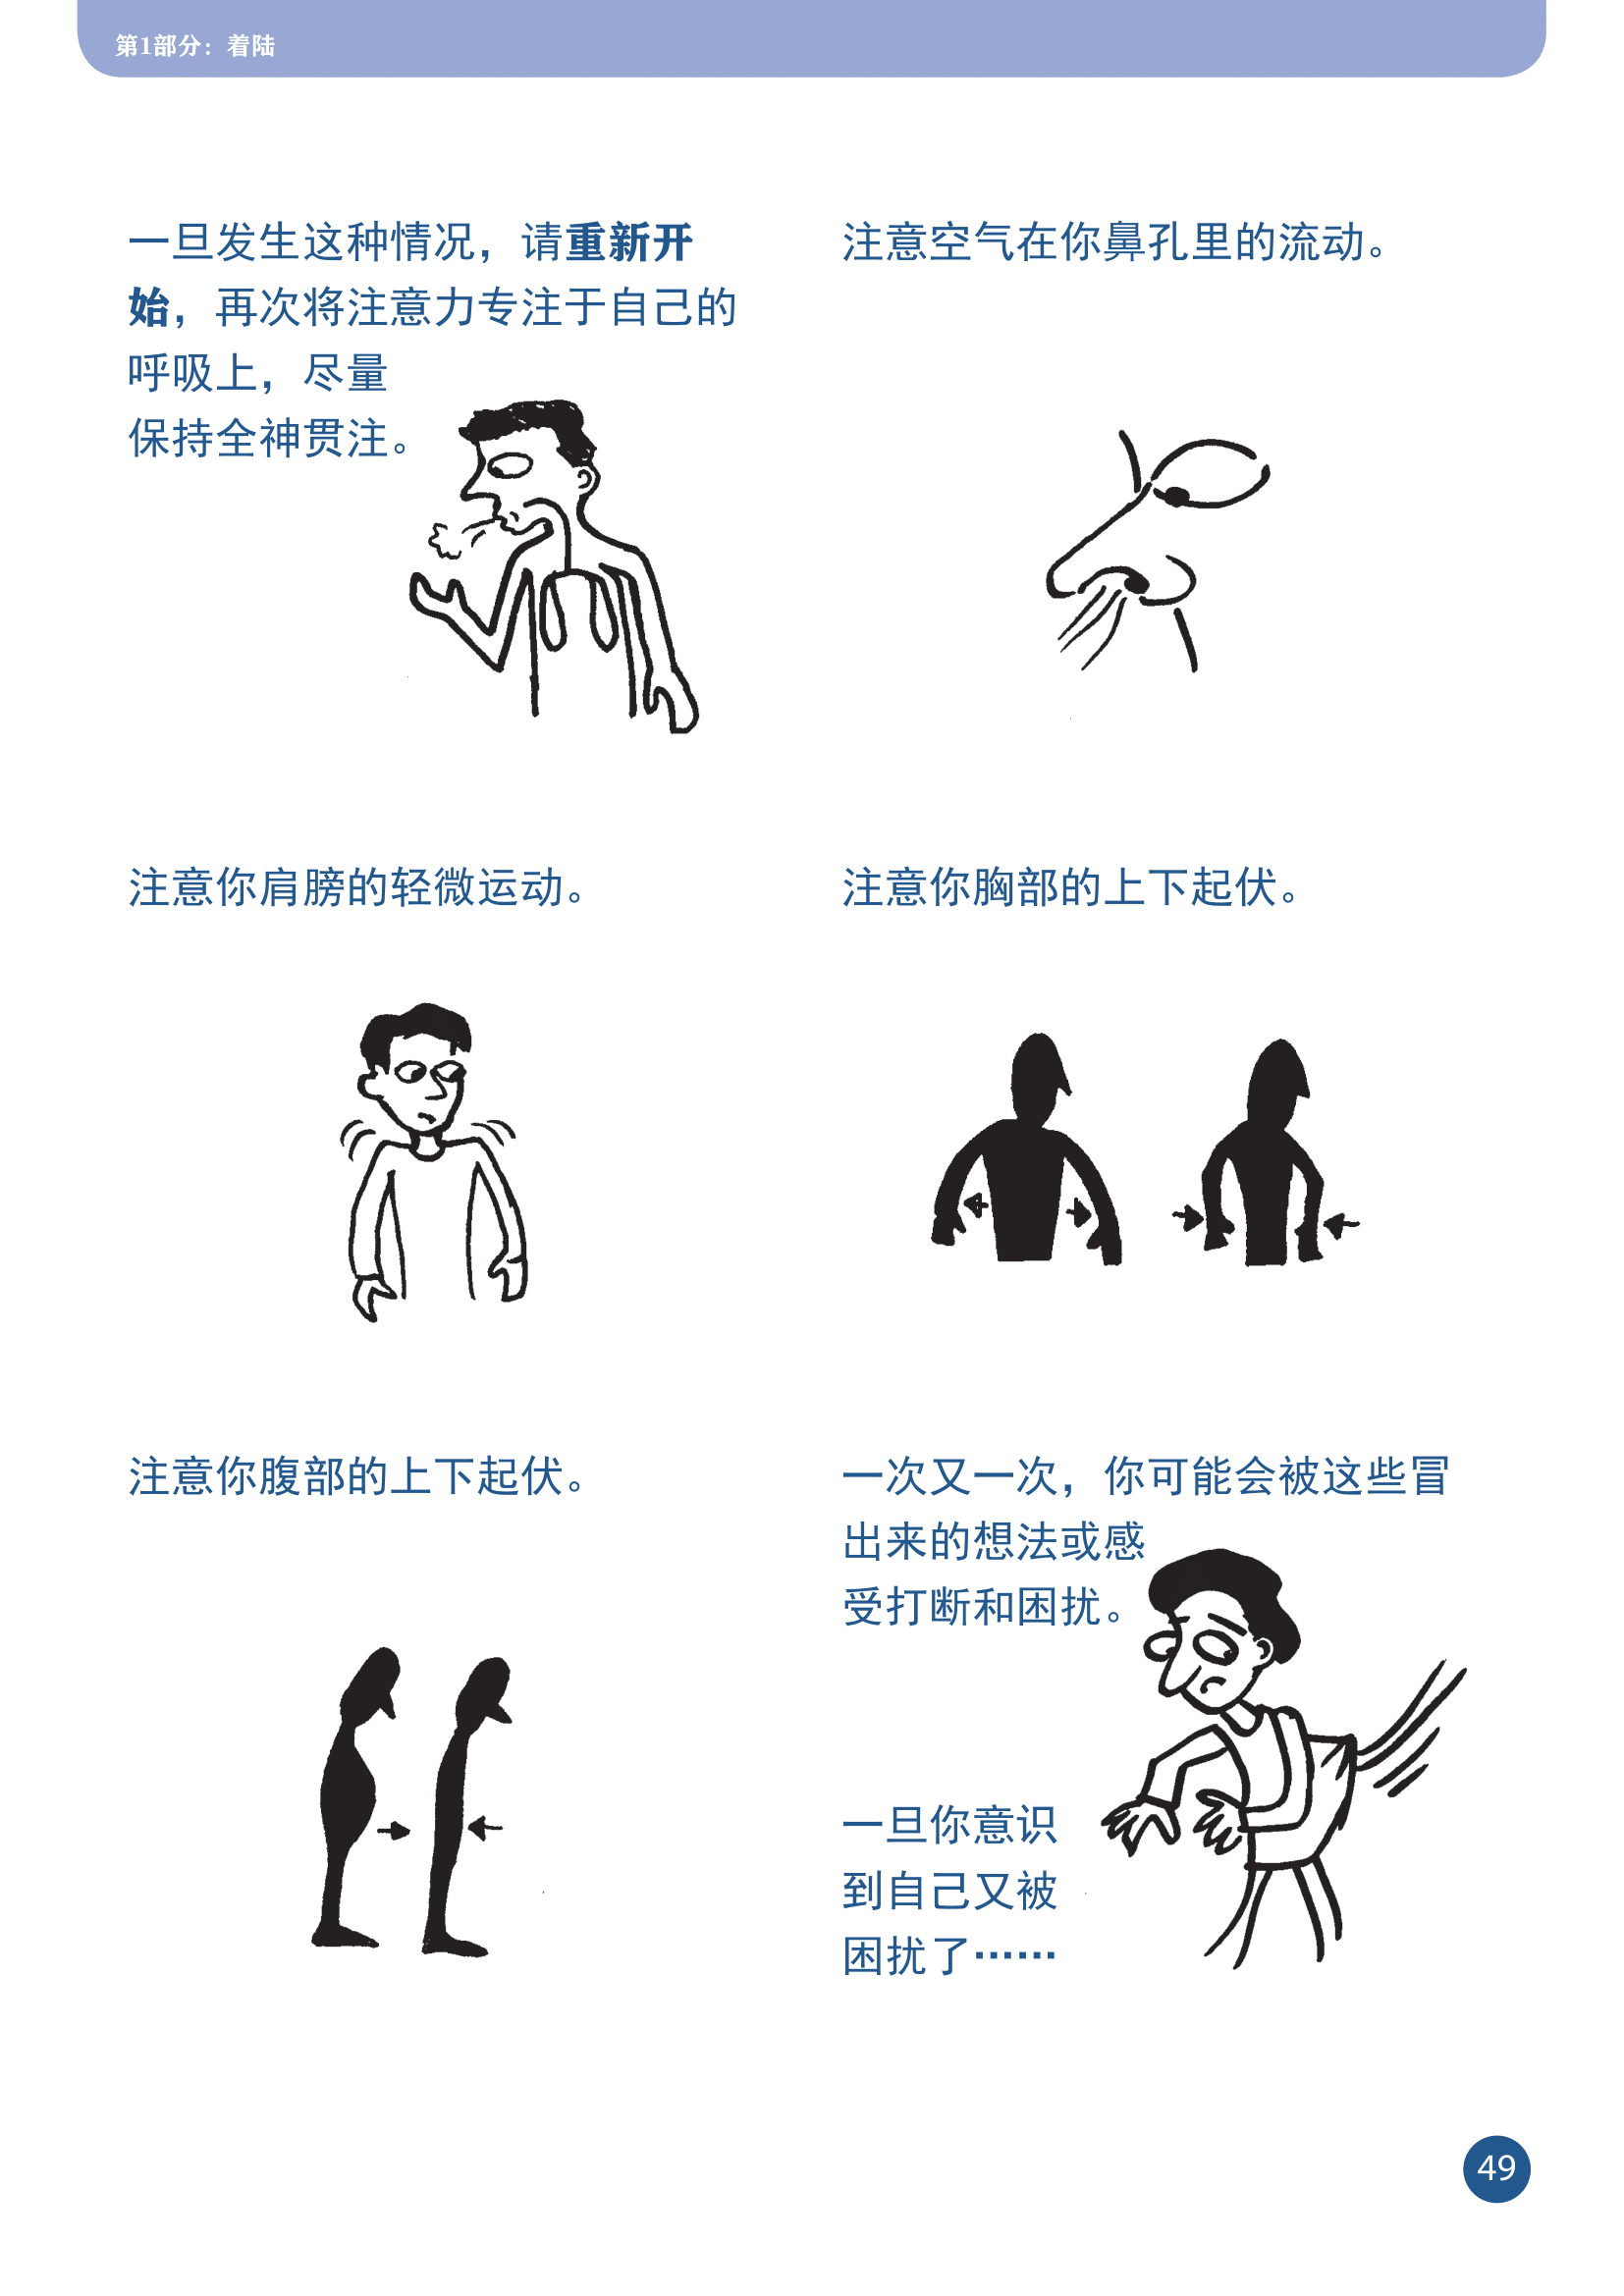 第1部分：着陆
一旦发生这种情况，请重新开
始，再次将注意力专注于自己的
呼吸上，尽量
保持全神贯注。
注意空气在你鼻孔里的流动。
注意你肩膀的轻微运动。
注意你胸部的上下起伏。
注意你腹部的上下起伏。
一次又一次，你可能会被这些冒
出来的想法或感
受打断和困扰。
一旦你意识
到自己又被
困扰了……
49